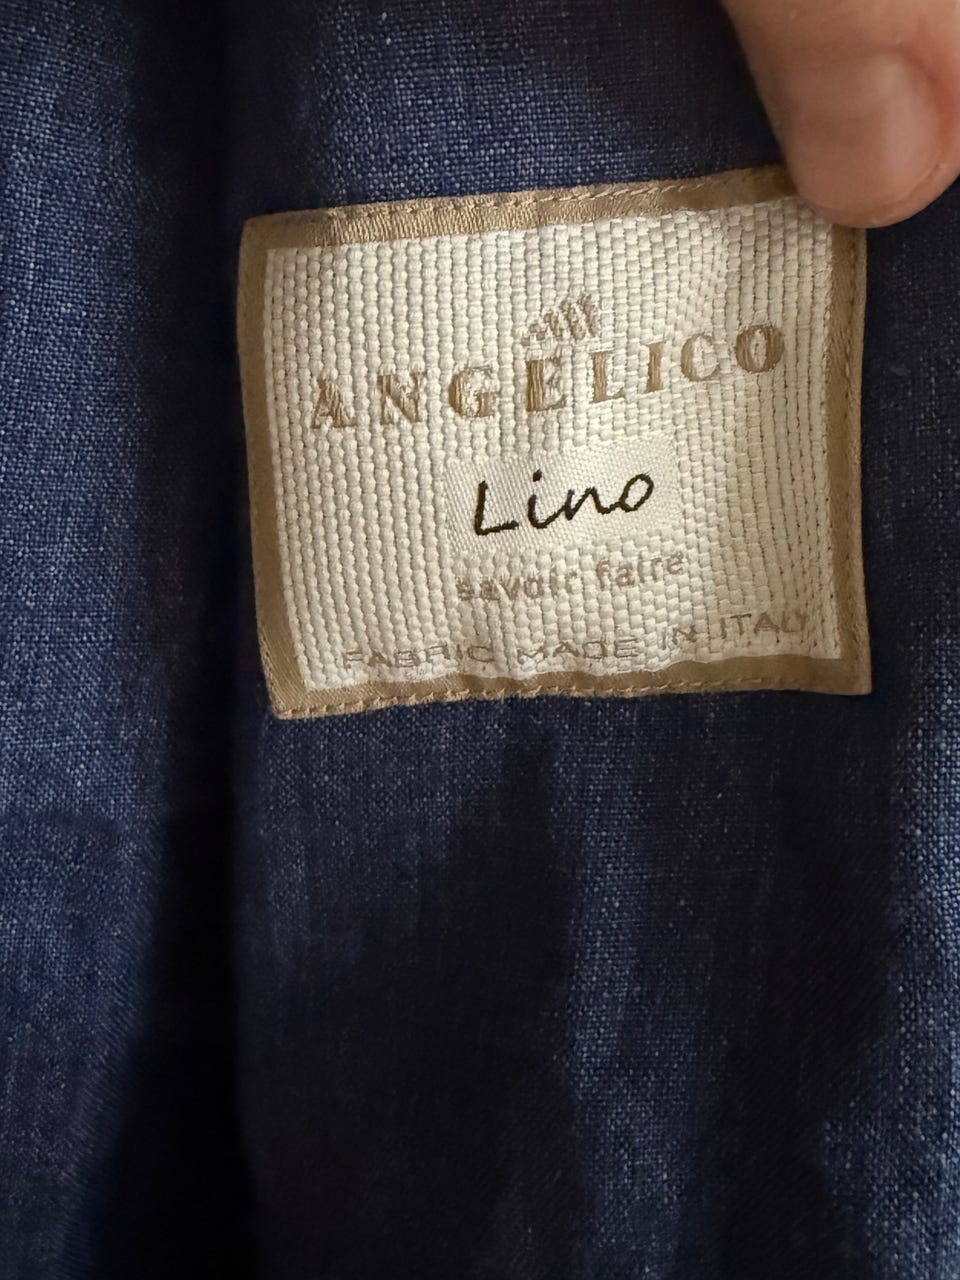 ANGELICO
Lino
savoir faire
FABRIC MADE IN ITALY